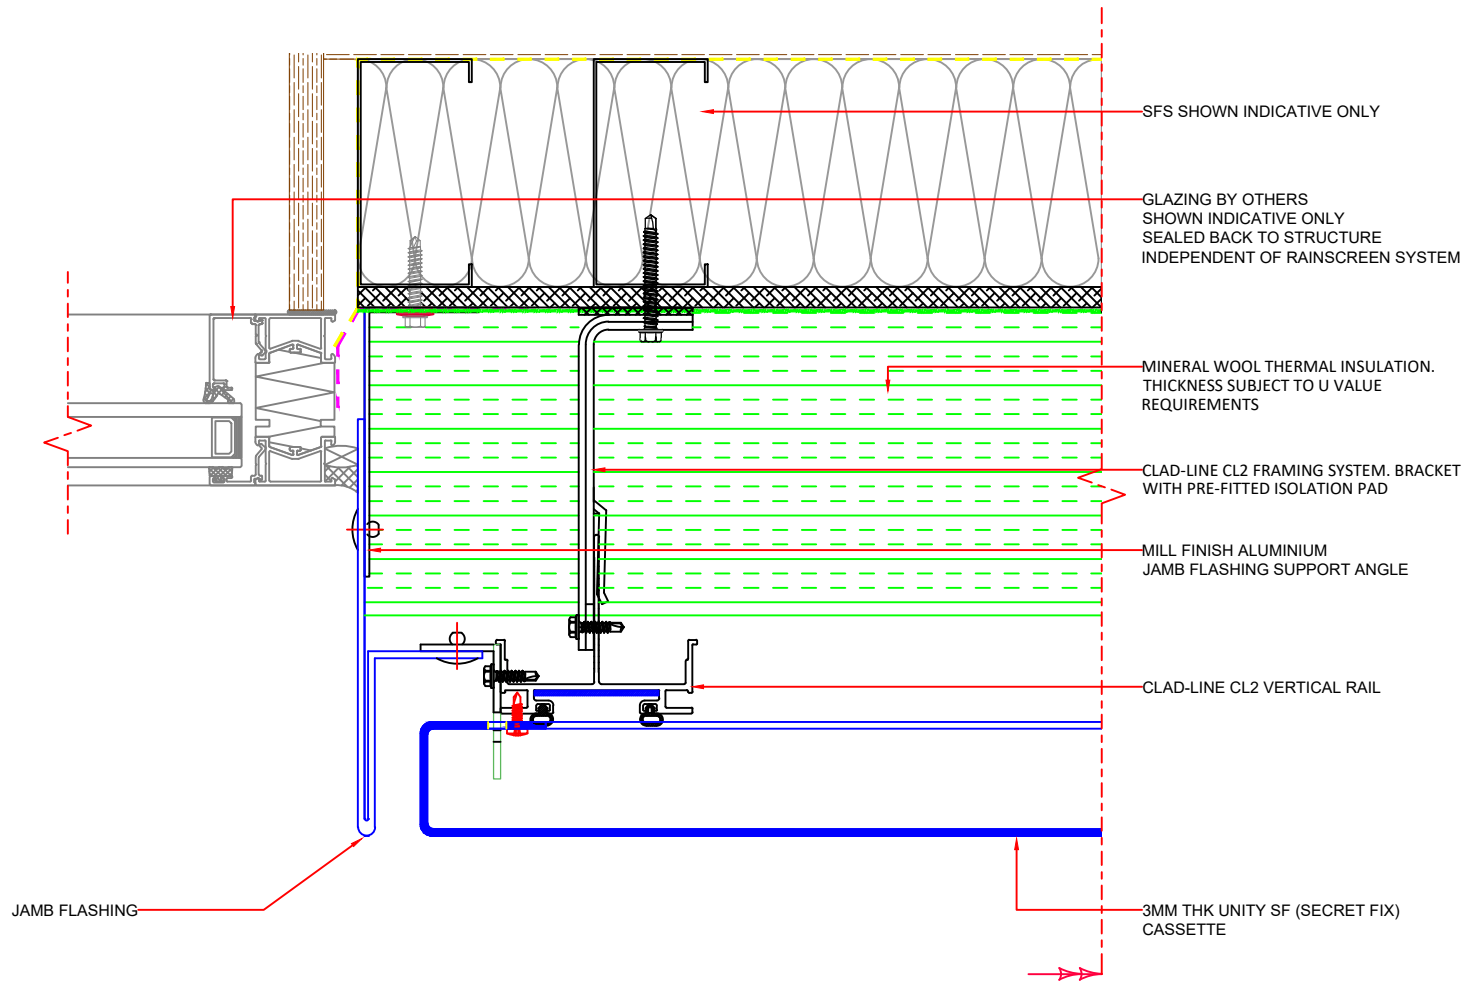 SFS SHOWN INDICATIVE ONLY
GLAZING BY OTHERS
SHOWN INDICATIVE ONLY
SEALED BACK TO STRUCTURE
INDEPENDENT OF RAINSCREEN SYSTEM
MINERAL WOOL THERMAL INSULATION.
THICKNESS SUBJECT TO U VALUE
REQUIREMENTS
CLAD-LINE CL2 FRAMING SYSTEM. BRACKET
WITH PRE-FITTED ISOLATION PAD
MILL FINISH ALUMINIUM
JAMB FLASHING SUPPORT ANGLE
CLAD-LINE CL2 VERTICAL RAIL
JAMB FLASHING
3MM THK UNITY SF (SECRET FIX)
CASSETTE